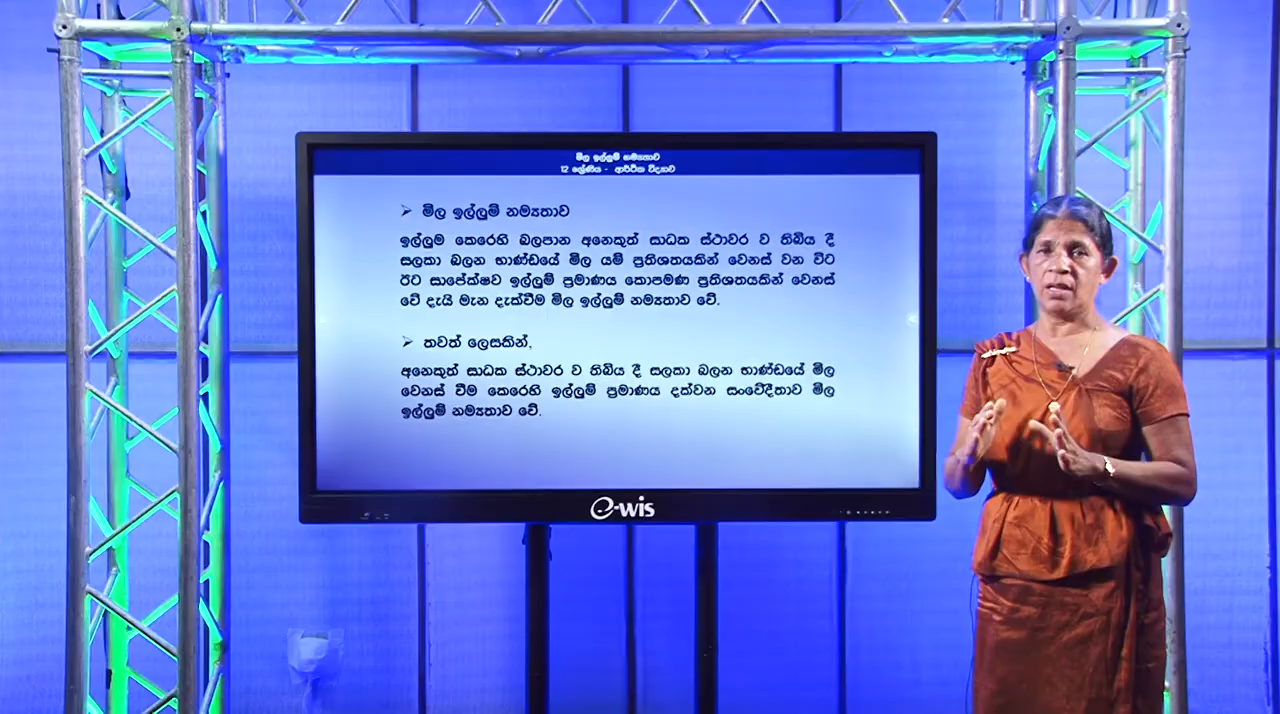 මිල ඉල්ලුම් නම්‍යතාව
12 ශ්‍රේණිය - ආර්ථික විද්‍යාව
➢ මිල ඉල්ලුම් නම්‍යතාව
ඉල්ලුම කෙරෙහි බලපාන අනෙකුත් සාධක ස්ථාවර ව තිබිය දී
සලකා බලන භාණ්ඩයේ මිල යම් ප්‍රතිශතයකින් වෙනස් වන විට
ඊට සාපේක්ෂව ඉල්ලුම් ප්‍රමාණය කොපමණ ප්‍රතිශතයකින් වෙනස්
වේ දැයි මැන දැක්වීම මිල ඉල්ලුම් නම්‍යතාව වේ.
➢ තවත් ලෙසකින්,
අනෙකුත් සාධක ස්ථාවර ව තිබිය දී සලකා බලන භාණ්ඩයේ මිල
වෙනස් වීම කෙරෙහි ඉල්ලුම් ප්‍රමාණය දක්වන සංවේදීතාව මිල
ඉල්ලුම් නම්‍යතාව වේ.
e-wis